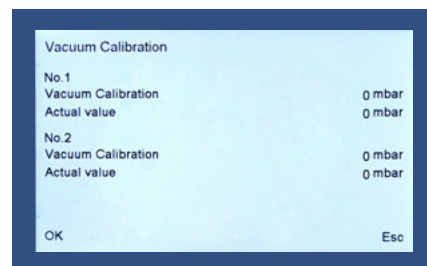 Vacuum Calibration
No.1
Vacuum Calibration 0 mbar
Actual value 0 mbar
No.2
Vacuum Calibration 0 mbar
Actual value 0 mbar
OK Esc